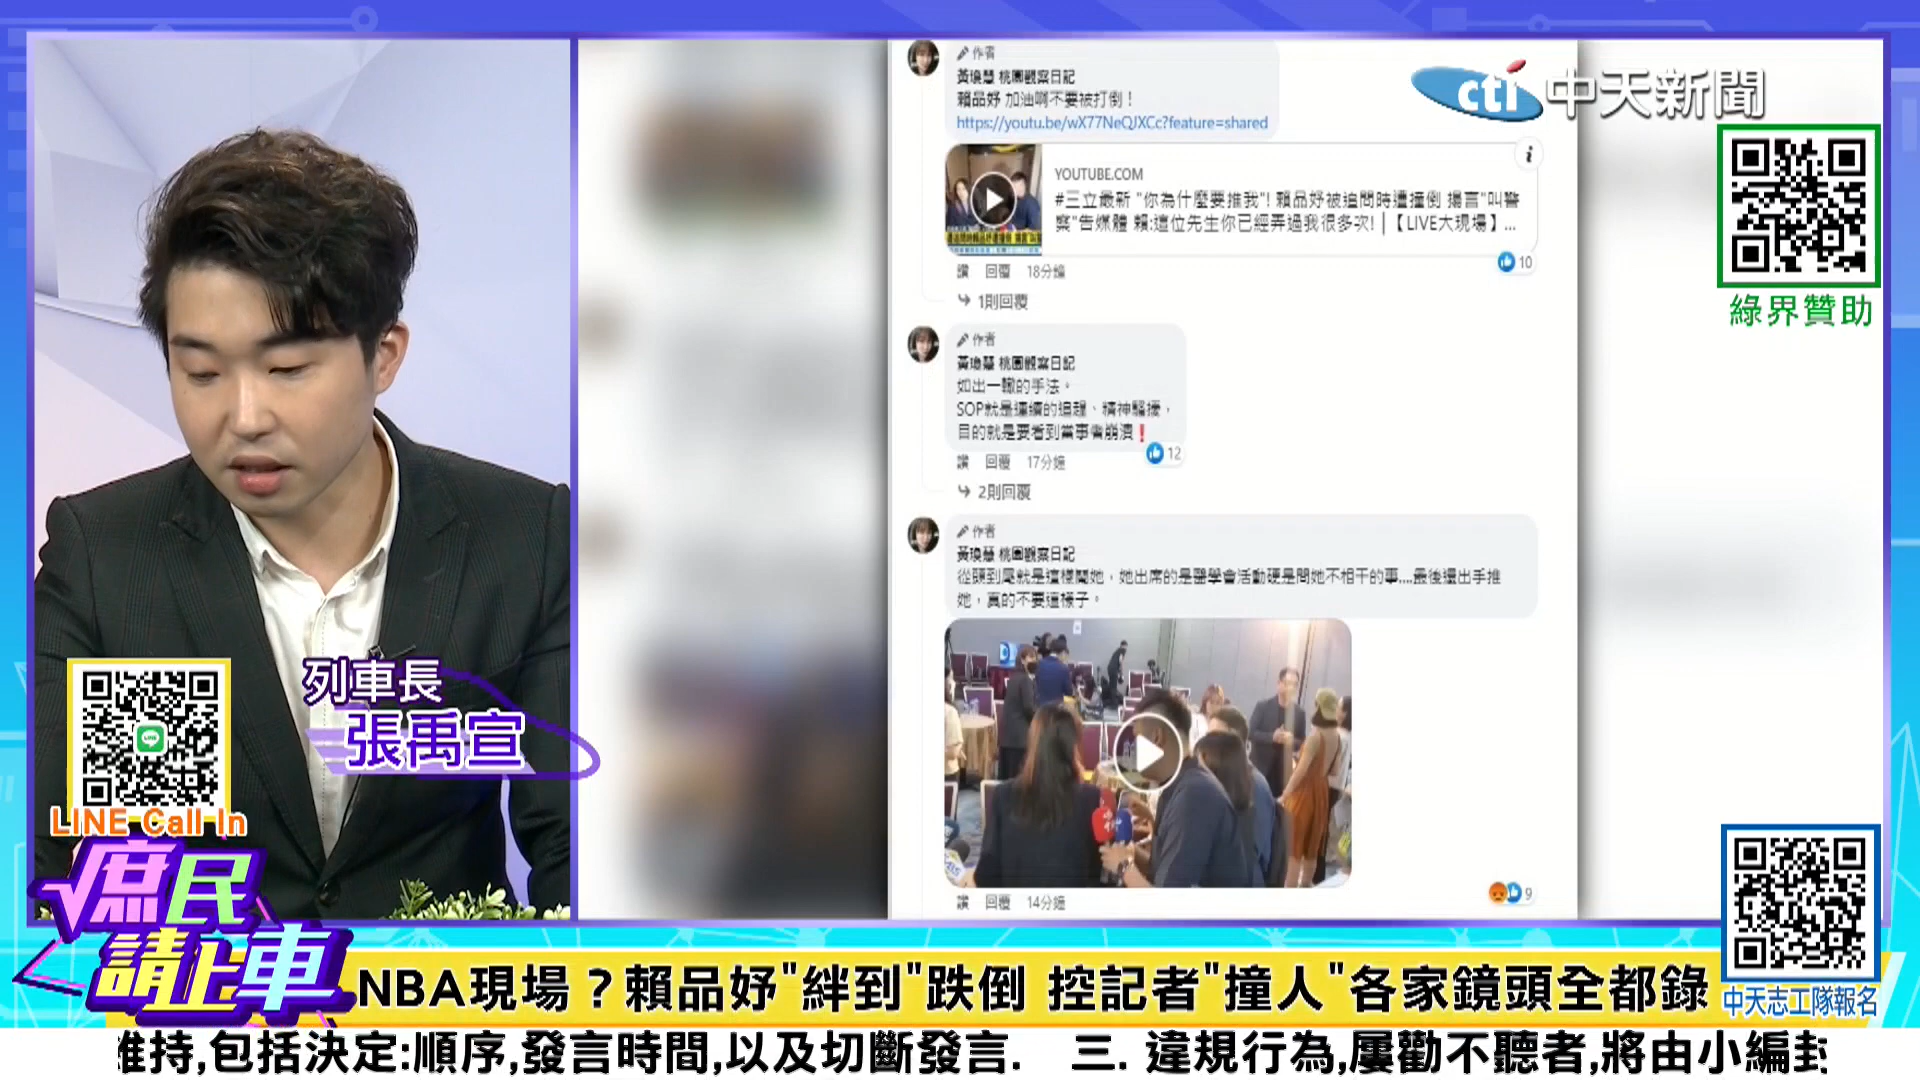 作者
黃瓊慧 桃園觀察日記
賴品妤 加油啊不要被打倒！
https://youtu.be/wX77NeQJXCc?feature=shared
YOUTUBE.COM
#三立最新 "你為什麼要推我"! 賴品妤被追問時遭撞倒 揚言"叫警
察"告媒體 賴:這位先生你已經弄過我很多次! |【LIVE大現場】...
讚 回覆 18分鐘
10
1則回覆
作者
黃瓊慧 桃園觀察日記
如出一轍的手法。
SOP就是連續的追趕、精神騷擾，
目的就是要看到當事者崩潰❗
讚 回覆 17分鐘
12
2則回覆
作者
黃瓊慧 桃園觀察日記
從頭到尾就是這樣鬧她，她出席的是醫學會活動硬是問她不相干的事....最後還出手推
她，真的不要這樣子。
讚 回覆 14分鐘
9
cti 中天新聞
綠界贊助
列車長
張禹宣
LINE
LINE Call In
庶民
請上車
NBA現場？賴品妤"絆到"跌倒 控記者"撞人"各家鏡頭全都錄
中天志工隊報名
維持,包括決定:順序,發言時間,以及切斷發言. 三. 違規行為,屢勸不聽者,將由小編封